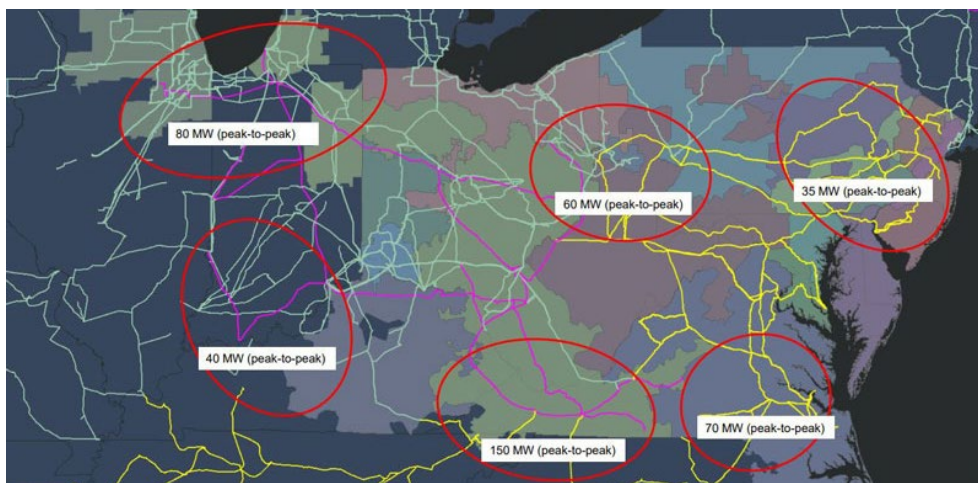 80 MW (peak-to-peak)
60 MW (peak-to-peak)
35 MW (peak-to-peak)
40 MW (peak-to-peak)
150 MW (peak-to-peak)
70 MW (peak-to-peak)